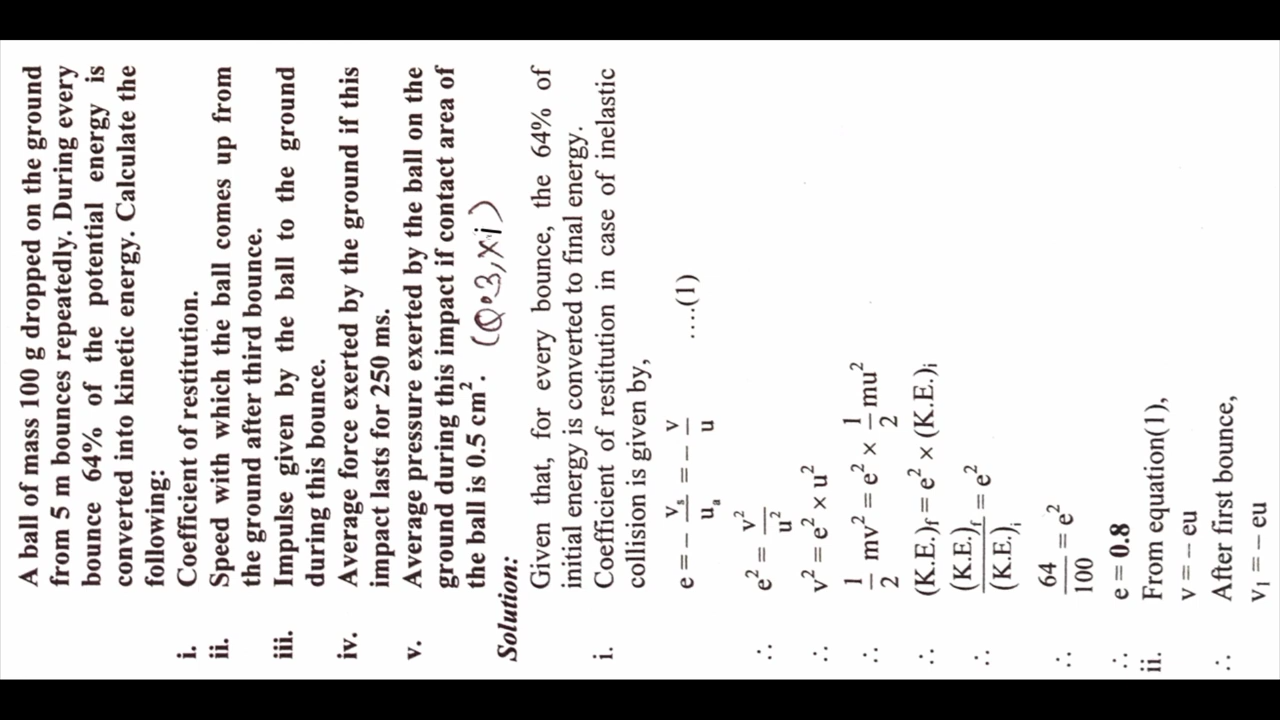 A ball of mass 100 g dropped on the ground
from 5 m bounces repeatedly. During every
bounce 64% of the potential energy is
converted into kinetic energy. Calculate the
following:
i. Coefficient of restitution.
ii. Speed with which the ball comes up from
the ground after third bounce.
iii. Impulse given by the ball to the ground
during this bounce.
iv. Average force exerted by the ground if this
impact lasts for 250 ms.
v. Average pressure exerted by the ball on the
ground during this impact if contact area of
the ball is 0.5 cm². (Q.3, xi)
Solution:
Given that, for every bounce, the 64% of
initial energy is converted to final energy.
i. Coefficient of restitution in case of inelastic
collision is given by,
e = − vₛ/uₐ = − v/u ....(1)
∴ e² = v²/u²
∴ v² = e² × u²
∴ 1/2 mv² = e² × 1/2 mu²
∴ (K.E.)f = e² × (K.E.)i
∴ (K.E.)f/(K.E.)i = e²
∴ 64/100 = e²
∴ e = 0.8
ii. From equation(1),
v = − eu
∴ After first bounce,
v₁ = − eu